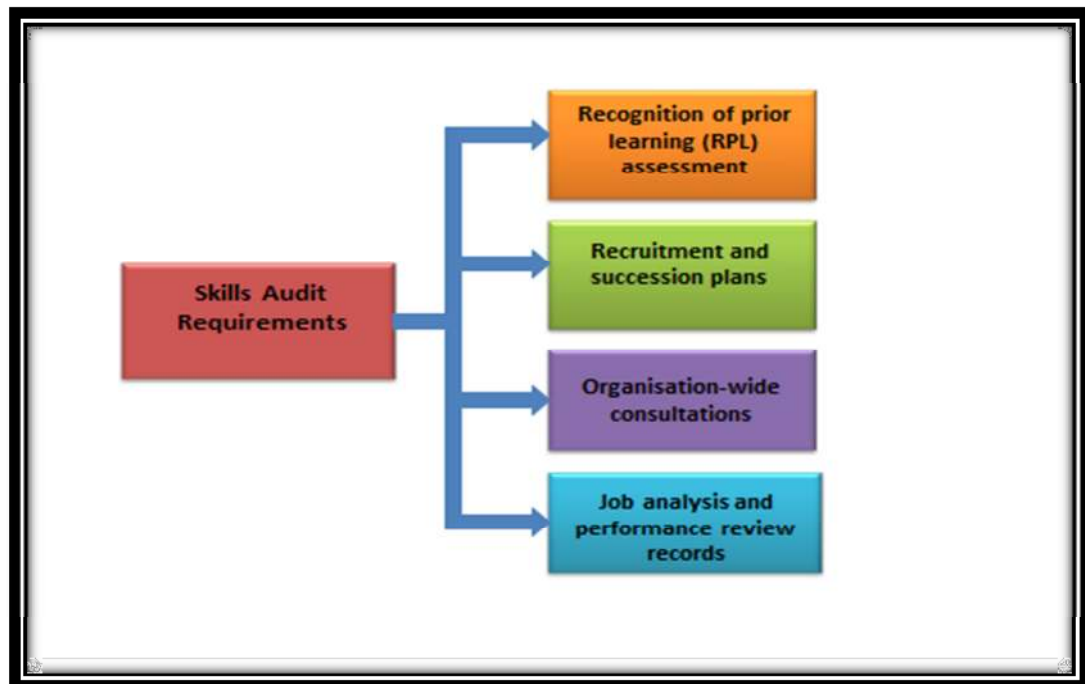 Recognition of prior
learning (RPL)
assessment
Recruitment and
succession plans
Skills Audit
Requirements
Organisation-wide
consultations
Job analysis and
performance review
records